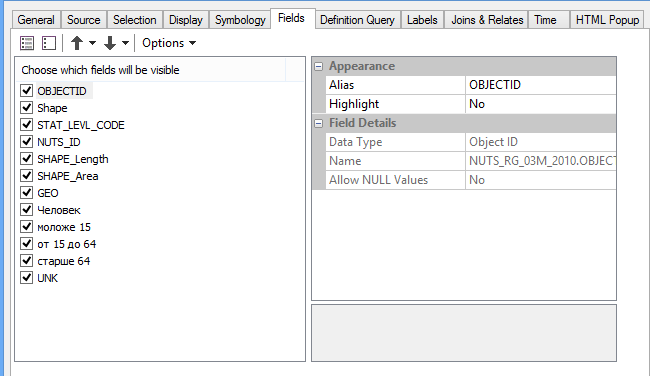 General Source Selection Display Symbology Fields Definition Query Labels Joins & Relates Time HTML Popup
Options
Choose which fields will be visible
OBJECTID
Shape
STAT_LEVL_CODE
NUTS_ID
SHAPE_Length
SHAPE_Area
GEO
Человек
моложе 15
от 15 до 64
старше 64
UNK
Appearance
Alias OBJECTID
Highlight No
Field Details
Data Type Object ID
Name NUTS_RG_03M_2010.OBJECT
Allow NULL Values No